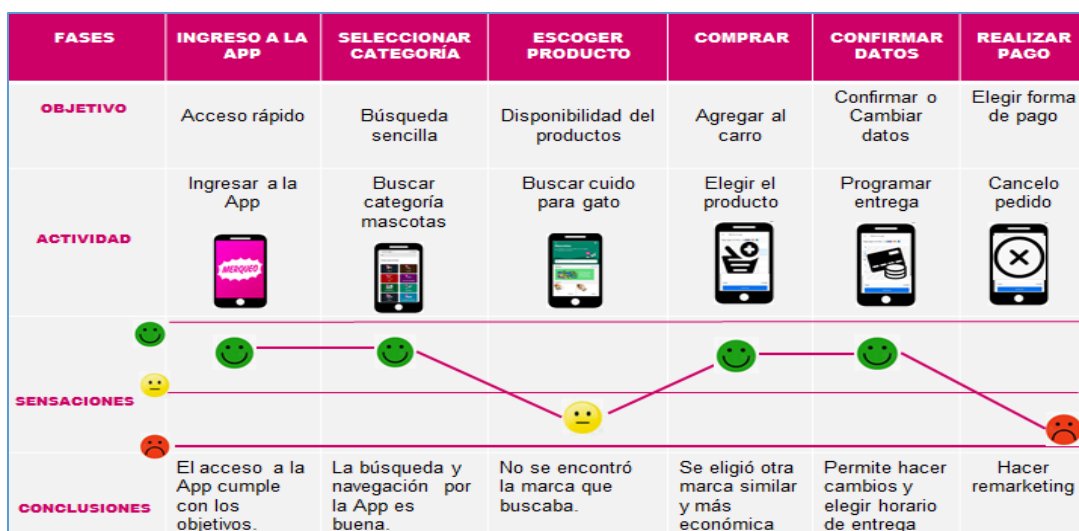 FASES
INGRESO A LA
APP
SELECCIONAR
CATEGORÍA
ESCOGER
PRODUCTO
COMPRAR
CONFIRMAR
DATOS
REALIZAR
PAGO
OBJETIVO
Acceso rápido
Búsqueda
sencilla
Disponibilidad del
productos
Agregar al
carro
Confirmar o
Cambiar
datos
Elegir forma
de pago
ACTIVIDAD
Ingresar a la
App
MERQUEO
Buscar
categoría
mascotas
Buscar cuido
para gato
Elegir el
producto
Programar
entrega
Cancelo
pedido
SENSACIONES
CONCLUSIONES
El acceso a la
App cumple
con los
objetivos.
La búsqueda y
navegación por
la App es
buena.
No se encontró
la marca que
buscaba.
Se eligió otra
marca similar
y más
económica
Permite hacer
cambios y
elegir horario
de entrega
Hacer
remarketing